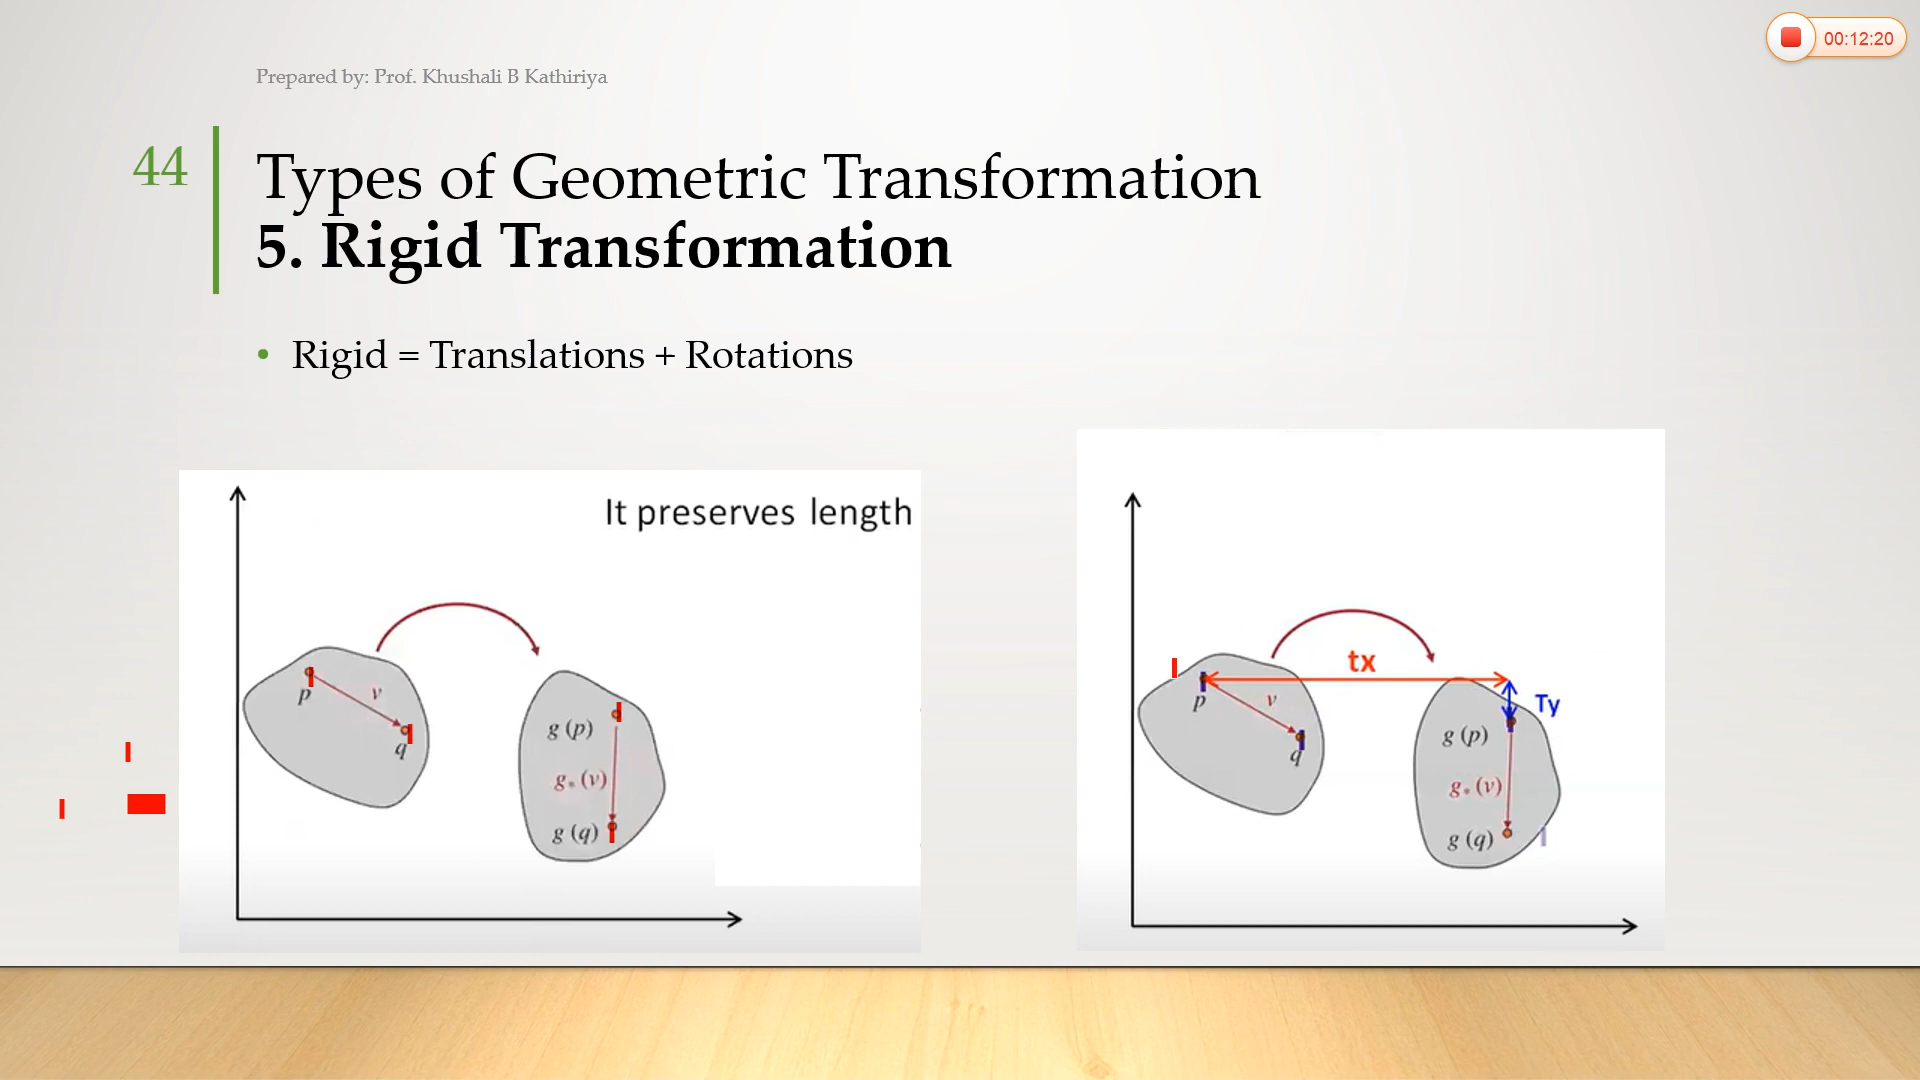 00:12:20
Prepared by: Prof. Khushali B Kathiriya
44
Types of Geometric Transformation
5. Rigid Transformation
• Rigid = Translations + Rotations
It preserves length
p
v
q
g (p)
g* (v)
g (q)
tx
Ty
p
v
q
g (p)
g* (v)
g (q)